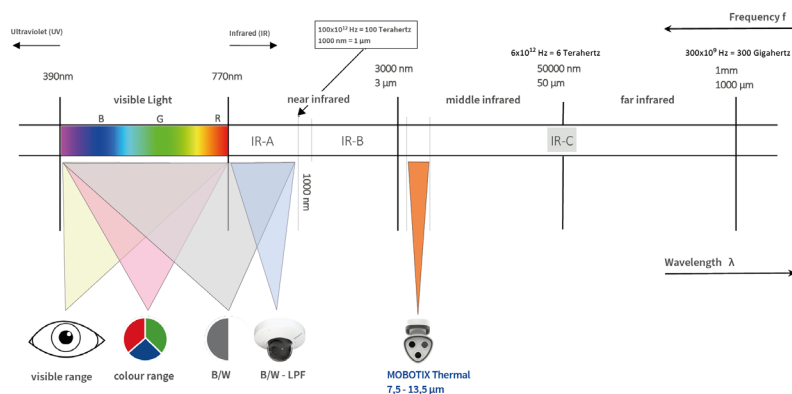 Frequency f
Ultraviolet (UV)
Infrared (IR)
100x10¹² Hz = 100 Terahertz
1000 nm = 1 µm
6x10¹² Hz = 6 Terahertz
300x10⁹ Hz = 300 Gigahertz
390nm
770nm
3000 nm
3 µm
50000 nm
50 µm
1mm
1000 µm
visible Light
near infrared
middle infrared
far infrared
B
G
R
IR-A
IR-B
IR-C
1000 nm
Wavelength λ
visible range
colour range
B/W
B/W - LPF
MOBOTIX Thermal
7,5 - 13,5 µm